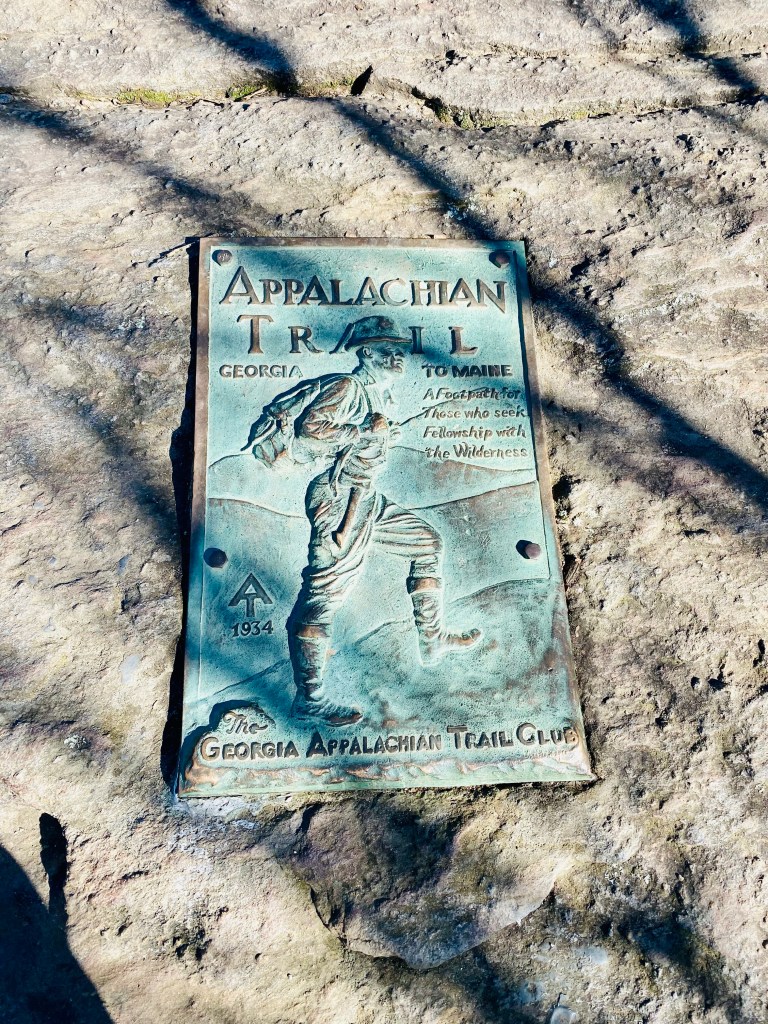 APPALACHIAN
TRAIL
GEORGIA TO MAINE
A Footpath for
Those who seek
Fellowship with
the Wilderness
AT
1934
The
GEORGIA APPALACHIAN TRAIL CLUB